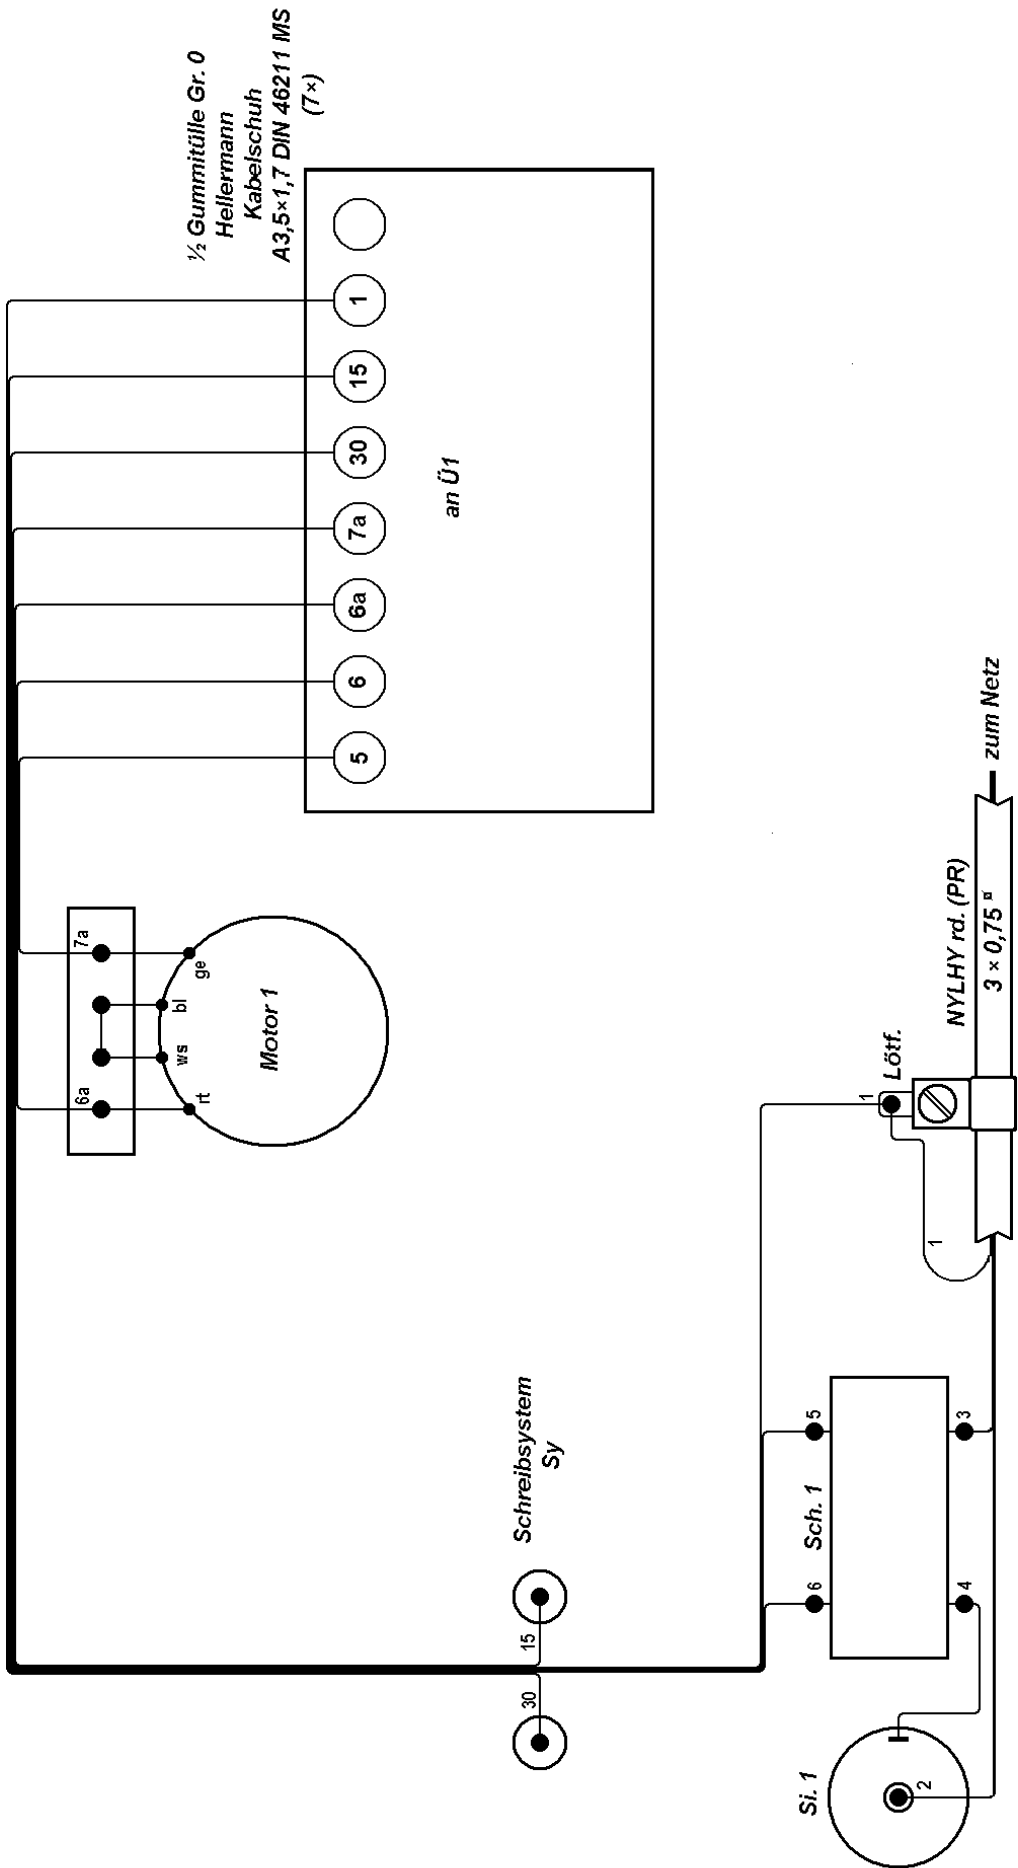 ½ Gummitülle Gr. 0
Hellermann
Kabelschuh
A3,5×1,7 DIN 46211 MS
(7×)
1
15
30
7a
6a
6
5
an Ü1
6a
7a
rt
ws
bl
ge
Motor 1
Schreibsystem
Sy
30
15
Si. 1
2
Sch. 1
6
5
4
3
1
Lötf.
1
NYLHY rd. (PR)
3 × 0,75 ¤
zum Netz